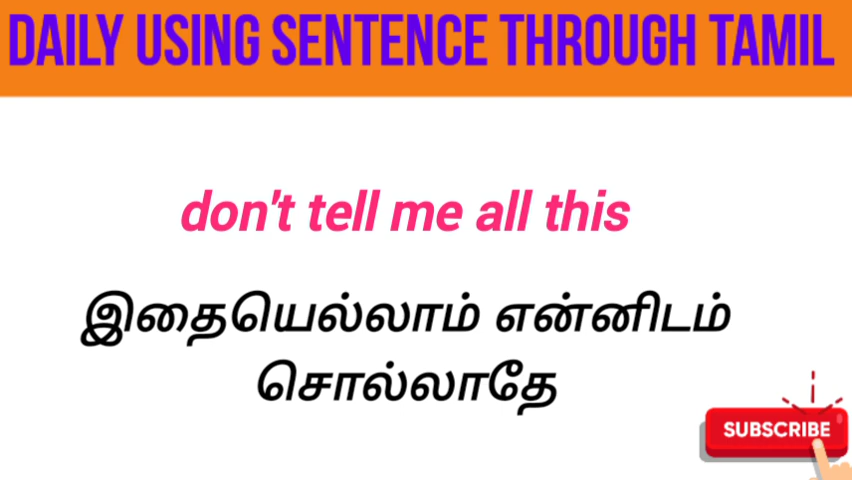 DAILY USING SENTENCE THROUGH TAMIL
don't tell me all this
இதையெல்லாம் என்னிடம்
சொல்லாதே
SUBSCRIBE